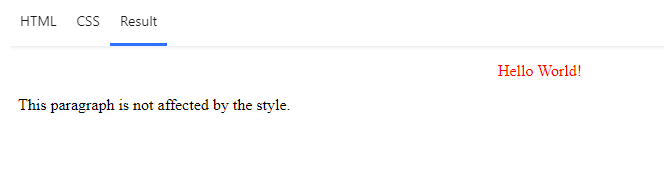 HTML CSS Result
Hello World!
This paragraph is not affected by the style.